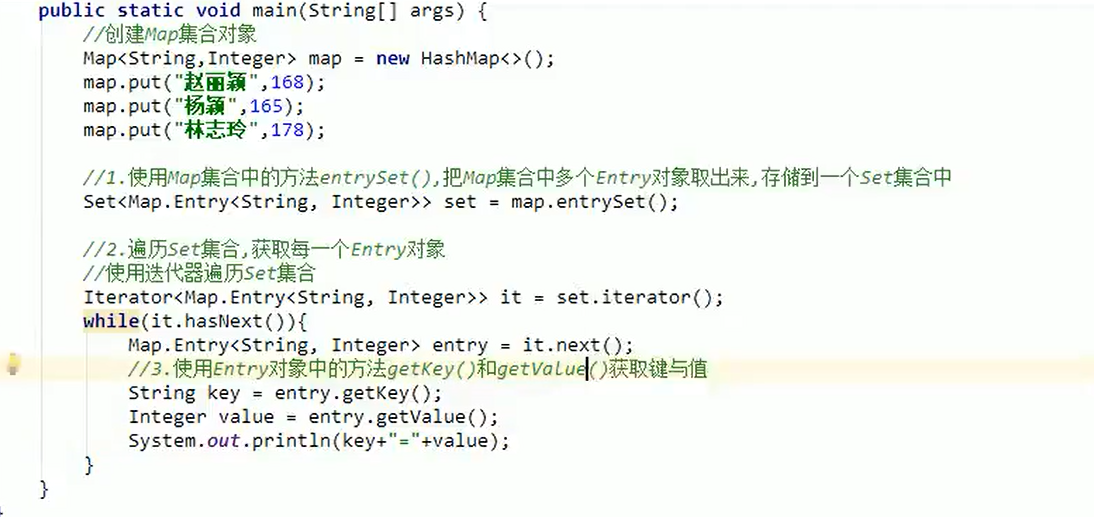 public static void main(String[] args) {
//创建Map集合对象
Map<String,Integer> map = new HashMap<>();
map.put("赵丽颖",168);
map.put("杨颖",165);
map.put("林志玲",178);
//1.使用Map集合中的方法entrySet(),把Map集合中多个Entry对象取出来,存储到一个Set集合中
Set<Map.Entry<String, Integer>> set = map.entrySet();
//2.遍历Set集合,获取每一个Entry对象
//使用迭代器遍历Set集合
Iterator<Map.Entry<String, Integer>> it = set.iterator();
while(it.hasNext()){
Map.Entry<String, Integer> entry = it.next();
//3.使用Entry对象中的方法getKey()和getValue()获取键与值
String key = entry.getKey();
Integer value = entry.getValue();
System.out.println(key+"="+value);
}
}